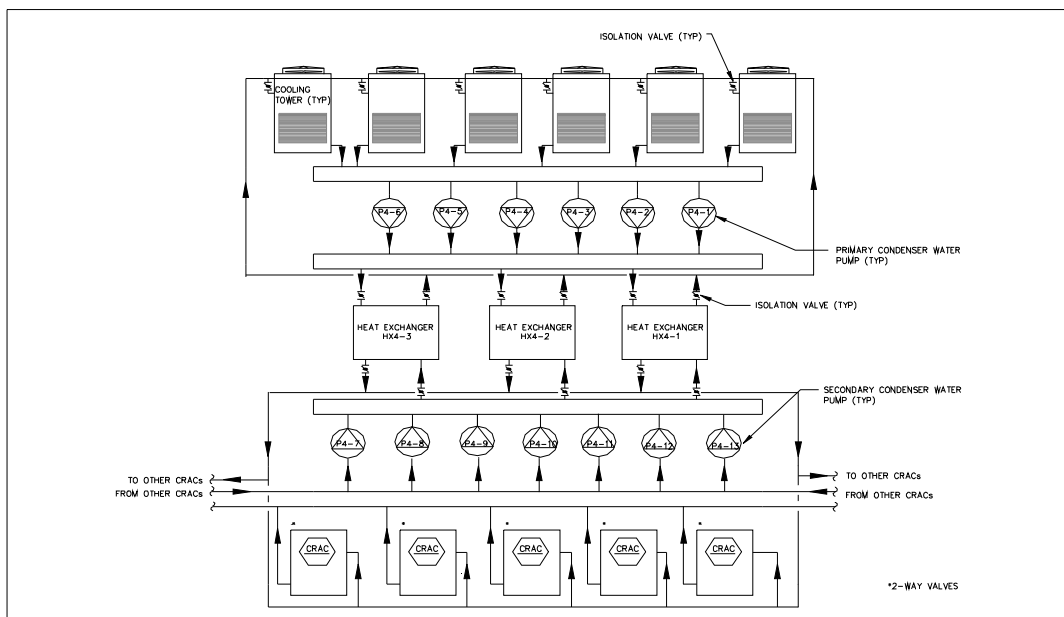 ISOLATION VALVE (TYP)
COOLING
TOWER (TYP)
P4-6
P4-5
P4-4
P4-3
P4-2
P4-1
PRIMARY CONDENSER WATER
PUMP (TYP)
ISOLATION VALVE (TYP)
HEAT EXCHANGER
HX4-3
HEAT EXCHANGER
HX4-2
HEAT EXCHANGER
HX4-1
SECONDARY CONDENSER WATER
PUMP (TYP)
P4-7
P4-8
P4-9
P4-10
P4-11
P4-12
P4-13
TO OTHER CRACs
TO OTHER CRACs
FROM OTHER CRACs
FROM OTHER CRACs
*
*
*
*
*
CRAC
CRAC
CRAC
CRAC
CRAC
*2-WAY VALVES